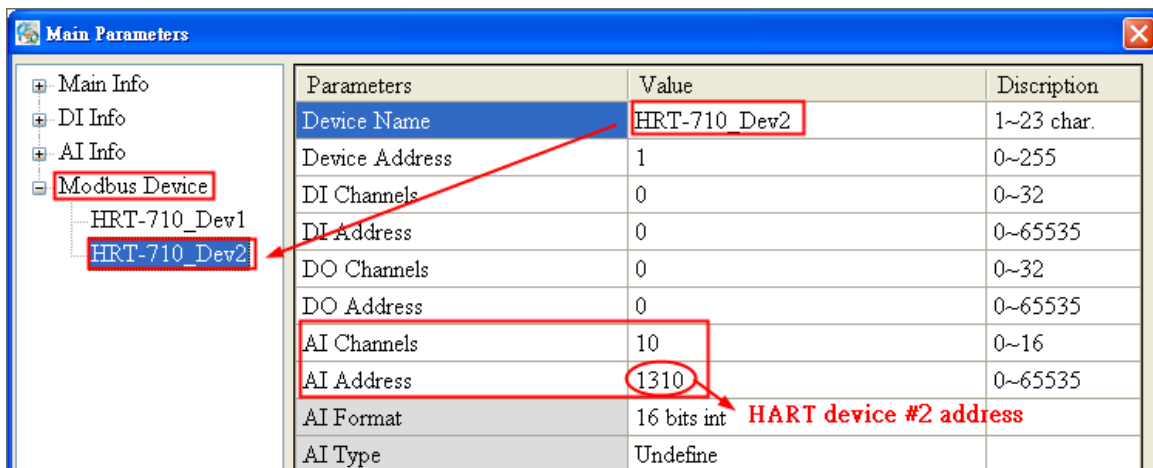 Main Parameters
Main Info
DI Info
AI Info
Modbus Device
HRT-710_Dev1
HRT-710_Dev2
Parameters Value Discription
Device Name HRT-710_Dev2 1~23 char.
Device Address 1 0~255
DI Channels 0 0~32
DI Address 0 0~65535
DO Channels 0 0~32
DO Address 0 0~65535
AI Channels 10 0~16
AI Address 1310 0~65535
AI Format 16 bits int
HART device #2 address
AI Type Undefine